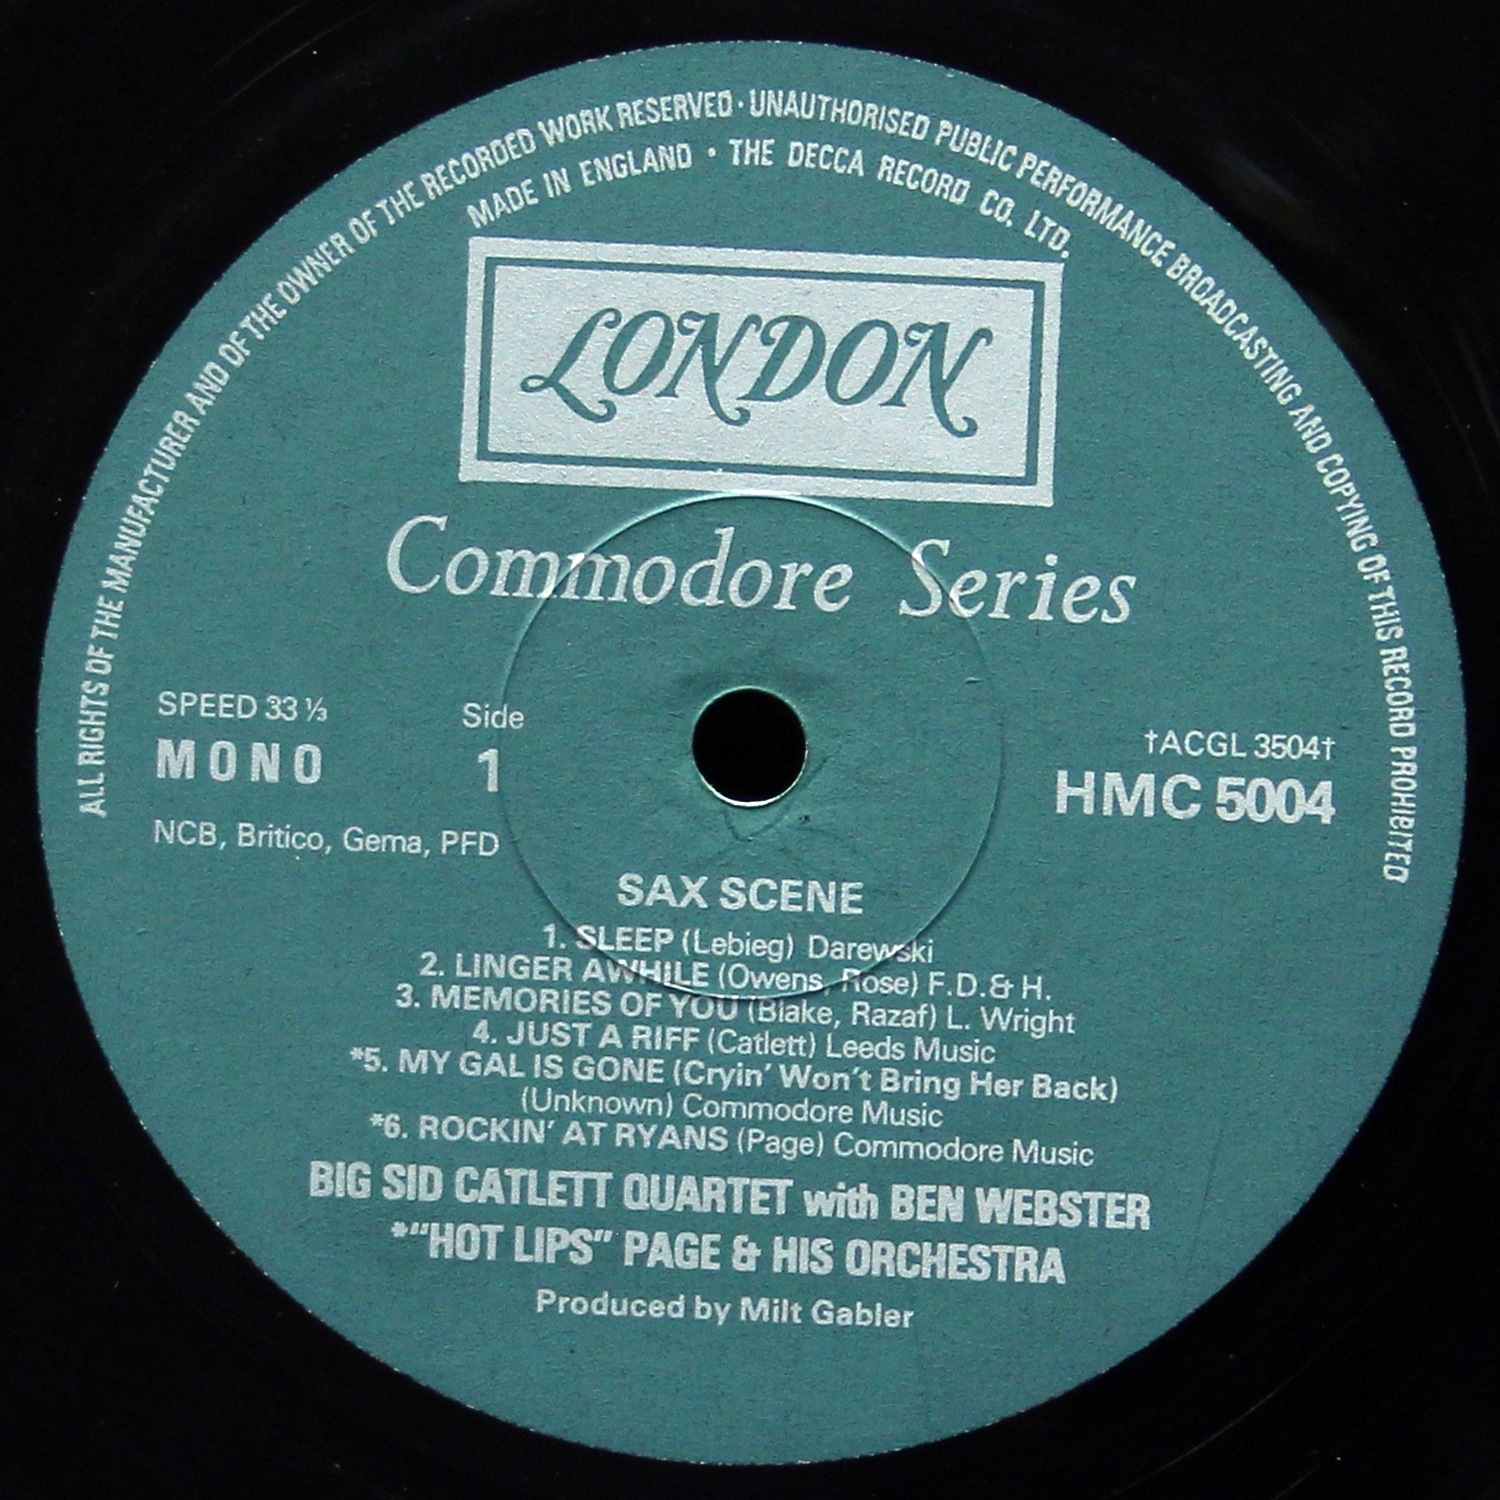 ALL RIGHTS OF THE MANUFACTURER AND OF THE OWNER OF THE RECORDED WORK RESERVED · UNAUTHORISED PUBLIC PERFORMANCE BROADCASTING AND COPYING OF THIS RECORD PROHIBITED
MADE IN ENGLAND · THE DECCA RECORD CO. LTD.
LONDON
Commodore Series
SPEED 33 ⅓
MONO
NCB, Britico, Gema, PFD
Side
1
†ACGL 3504†
HMC 5004
SAX SCENE
1. SLEEP (Lebieg) Darewski
2. LINGER AWHILE (Owens, Rose) F.D.& H.
3. MEMORIES OF YOU (Blake, Razaf) L. Wright
4. JUST A RIFF (Catlett) Leeds Music
*5. MY GAL IS GONE (Cryin' Won't Bring Her Back)
(Unknown) Commodore Music
*6. ROCKIN' AT RYANS (Page) Commodore Music
BIG SID CATLETT QUARTET with BEN WEBSTER
*"HOT LIPS" PAGE & HIS ORCHESTRA
Produced by Milt Gabler